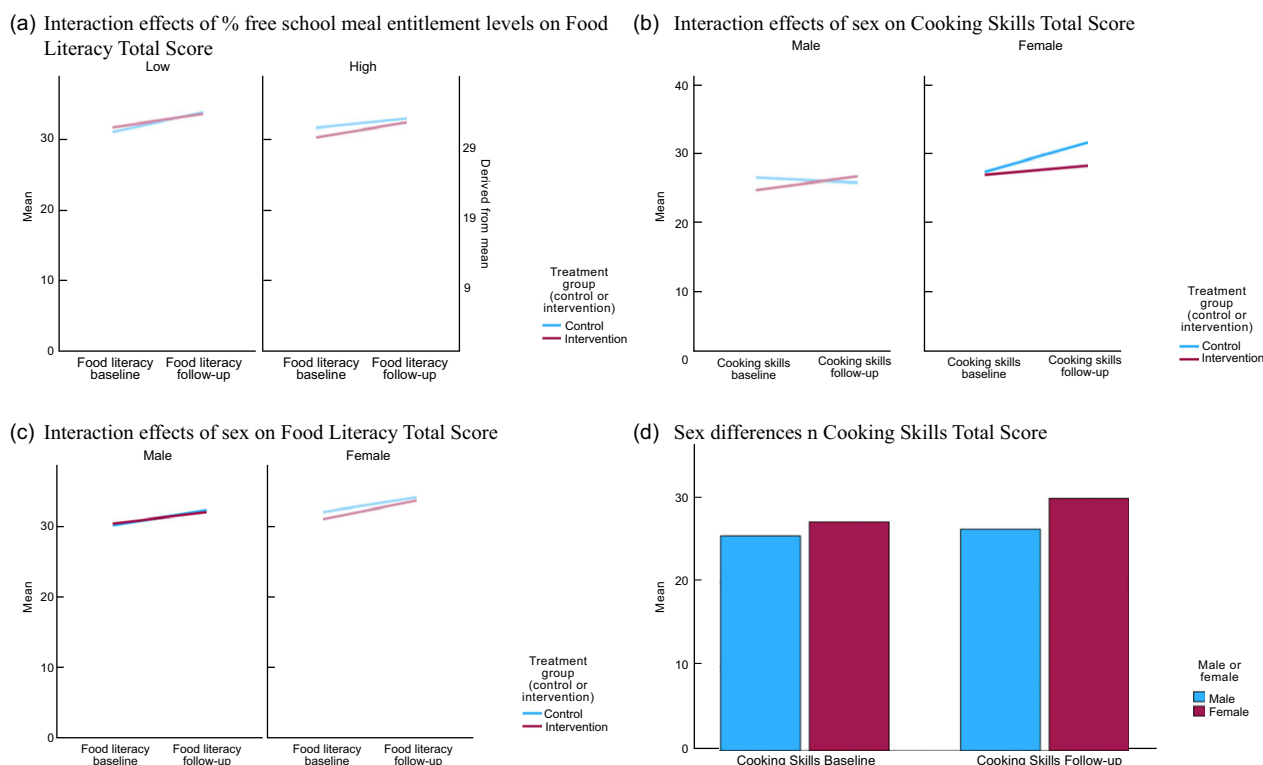 (a) Interaction effects of % free school meal entitlement levels on Food
Literacy Total Score
Low
High
Mean
30
20
10
0
29
19
9
Derived from mean
Food literacy
baseline
Food literacy
follow-up
Food literacy
baseline
Food literacy
follow-up
Treatment
group
(control or
intervention)
Control
Intervention
(b) Interaction effects of sex on Cooking Skills Total Score
Male
Female
Mean
40
30
20
10
0
Cooking skills
baseline
Cooking skills
follow-up
Cooking skills
baseline
Cooking skills
follow-up
Treatment
group
(control or
intervention)
Control
Intervention
(c) Interaction effects of sex on Food Literacy Total Score
Male
Female
Mean
30
20
10
0
Food literacy
baseline
Food literacy
follow-up
Food literacy
baseline
Food literacy
follow-up
Treatment
group
(control or
intervention)
Control
Intervention
(d) Sex differences n Cooking Skills Total Score
Mean
30
20
10
0
Cooking Skills Baseline
Cooking Skills Follow-up
Male or
female
Male
Female